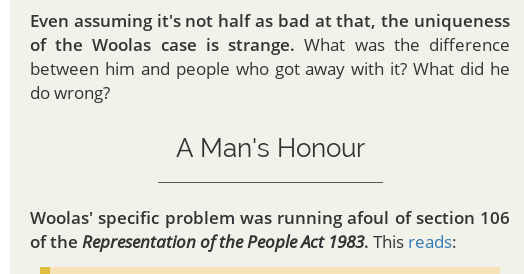 Even assuming it's not half as bad at that, the uniqueness
of the Woolas case is strange. What was the difference
between him and people who got away with it? What did he
do wrong?
A Man's Honour
Woolas' specific problem was running afoul of section 106
of the Representation of the People Act 1983. This reads: